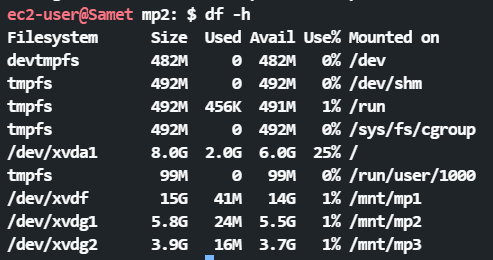 ec2-user@Samet mp2: $ df -h
Filesystem      Size  Used Avail Use% Mounted on
devtmpfs        482M     0  482M   0% /dev
tmpfs           492M     0  492M   0% /dev/shm
tmpfs           492M  456K  491M   1% /run
tmpfs           492M     0  492M   0% /sys/fs/cgroup
/dev/xvda1      8.0G  2.0G  6.0G  25% /
tmpfs            99M     0   99M   0% /run/user/1000
/dev/xvdf        15G   41M   14G   1% /mnt/mp1
/dev/xvdg1      5.8G   24M  5.5G   1% /mnt/mp2
/dev/xvdg2      3.9G   16M  3.7G   1% /mnt/mp3